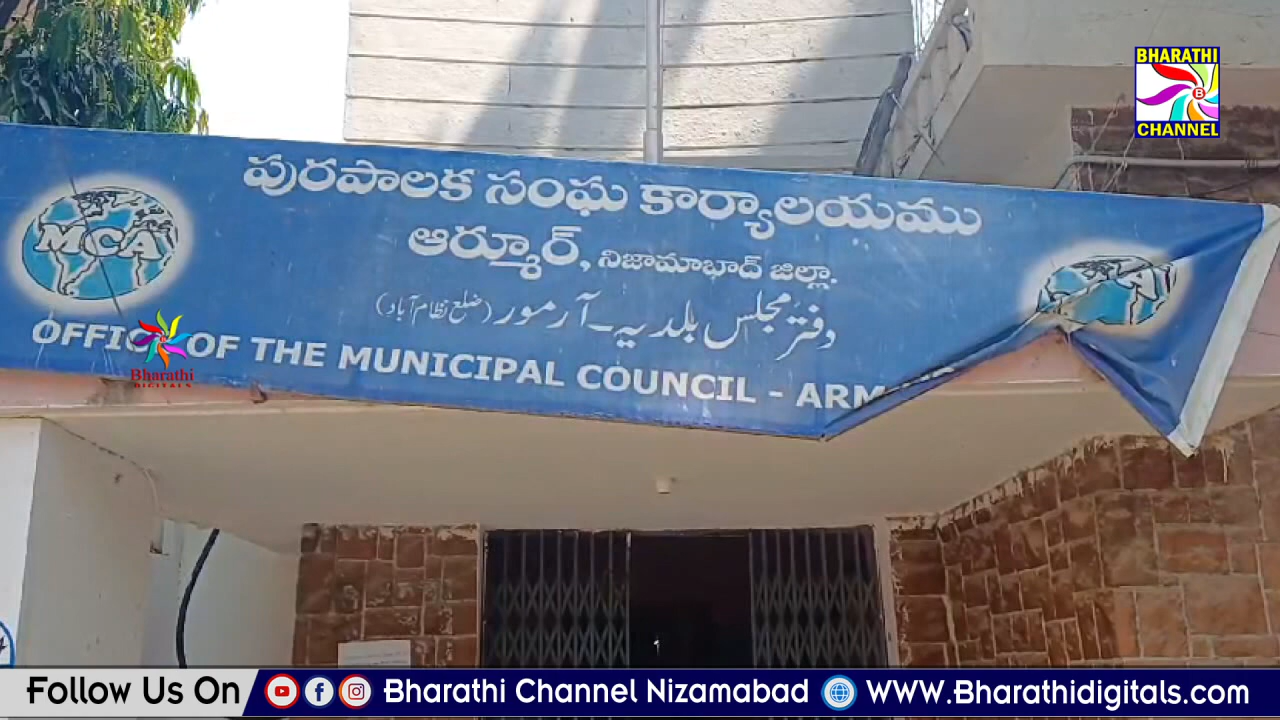 BHARATHI
B
CHANNEL
పురపాలక సంఘ కార్యాలయము
MCA
ఆర్మూర్, నిజామాభాద్ జిల్లా.
دفتر مجلس بلدیہ - آرمور (ضلع نظام آباد)
OFFICE OF THE MUNICIPAL COUNCIL - ARM
Bharathi
DIGITALS
Follow Us On Bharathi Channel Nizamabad WWW.Bharathidigitals.com